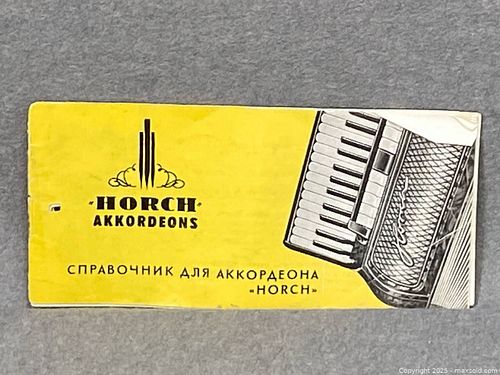 «HORCH»
AKKORDEONS
СПРАВОЧНИК ДЛЯ АККОРДЕОНА
«HORCH»
Copyright 2025 - maxsold.com